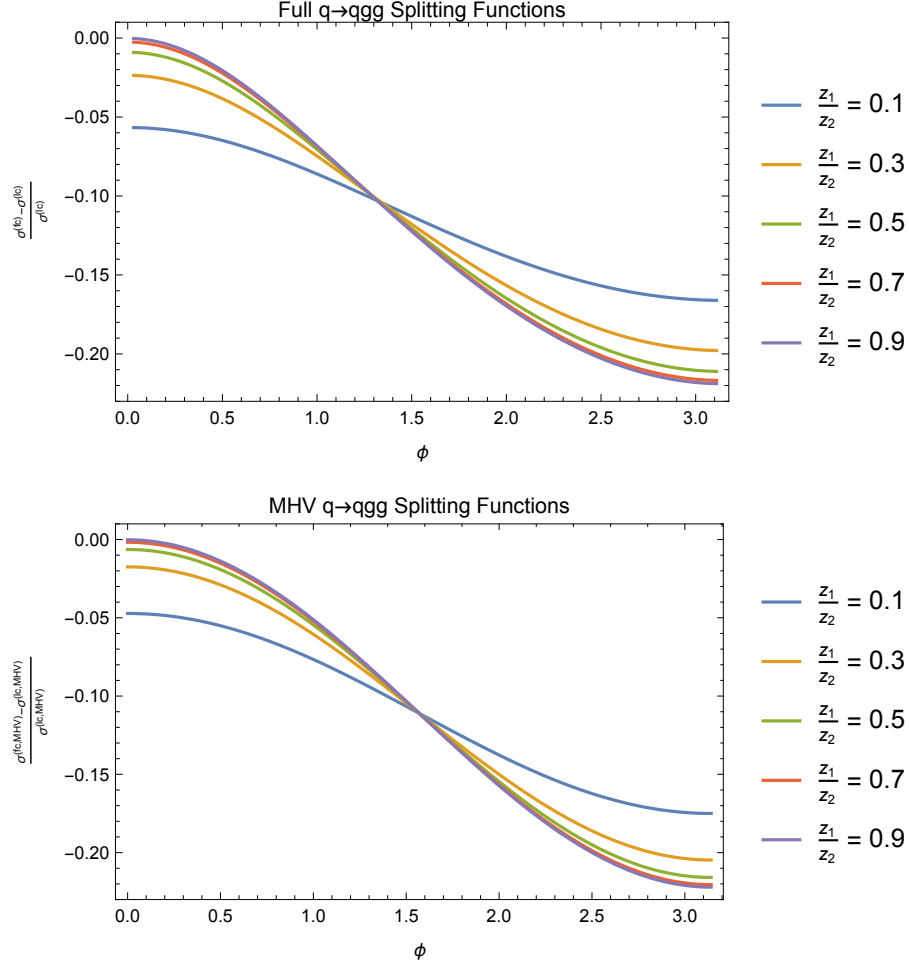 Full q→qgg Splitting Functions
0.00
-0.05
-0.10
-0.15
-0.20
σ(fc)-σ(lc)
σ(lc)
0.0 0.5 1.0 1.5 2.0 2.5 3.0
ϕ
z1/z2 = 0.1
z1/z2 = 0.3
z1/z2 = 0.5
z1/z2 = 0.7
z1/z2 = 0.9
MHV q→qgg Splitting Functions
0.00
-0.05
-0.10
-0.15
-0.20
σ(fc,MHV)-σ(lc,MHV)
σ(lc,MHV)
0.0 0.5 1.0 1.5 2.0 2.5 3.0
ϕ
z1/z2 = 0.1
z1/z2 = 0.3
z1/z2 = 0.5
z1/z2 = 0.7
z1/z2 = 0.9